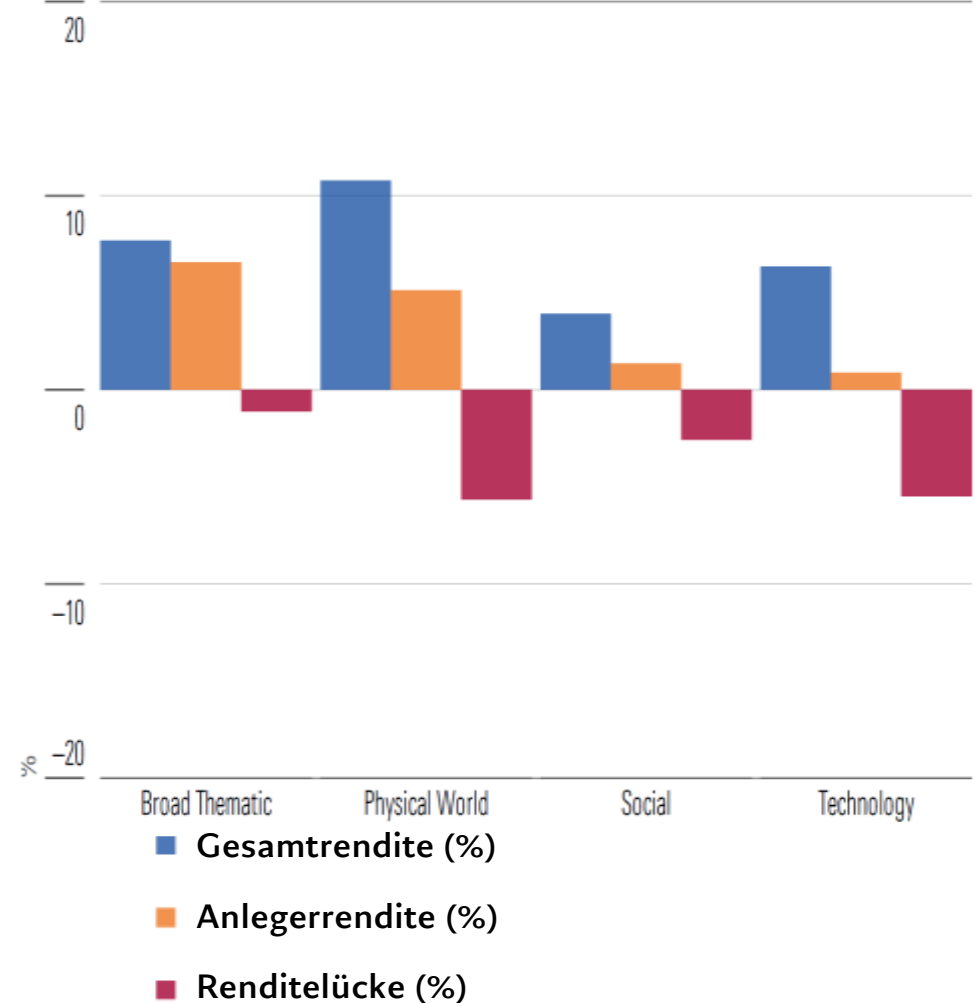 20
10
0
−10
% −20
Broad Thematic Physical World Social Technology
Gesamtrendite (%)
Anlegerrendite (%)
Renditelücke (%)